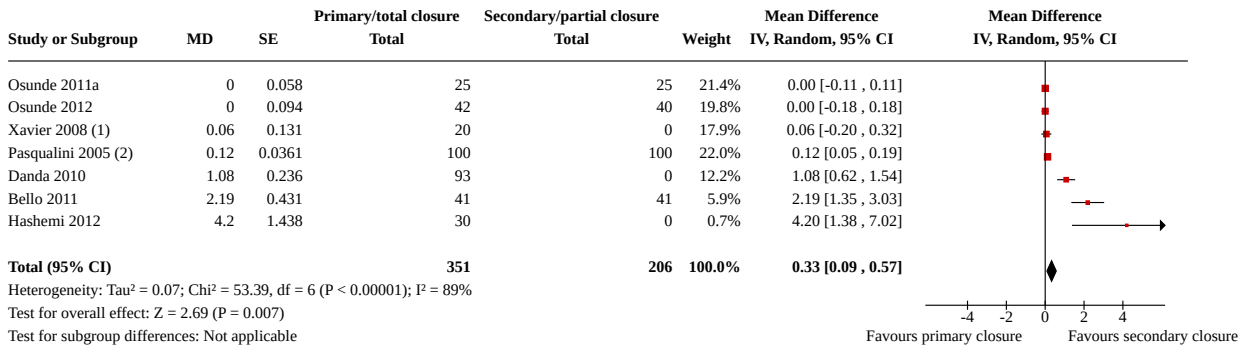 Primary/total closure Secondary/partial closure Mean Difference Mean Difference
Study or Subgroup MD SE Total Total Weight IV, Random, 95% CI IV, Random, 95% CI
Osunde 2011a 0 0.058 25 25 21.4% 0.00 [-0.11 , 0.11]
Osunde 2012 0 0.094 42 40 19.8% 0.00 [-0.18 , 0.18]
Xavier 2008 (1) 0.06 0.131 20 0 17.9% 0.06 [-0.20 , 0.32]
Pasqualini 2005 (2) 0.12 0.0361 100 100 22.0% 0.12 [0.05 , 0.19]
Danda 2010 1.08 0.236 93 0 12.2% 1.08 [0.62 , 1.54]
Bello 2011 2.19 0.431 41 41 5.9% 2.19 [1.35 , 3.03]
Hashemi 2012 4.2 1.438 30 0 0.7% 4.20 [1.38 , 7.02]
Total (95% CI) 351 206 100.0% 0.33 [0.09 , 0.57]
Heterogeneity: Tau² = 0.07; Chi² = 53.39, df = 6 (P < 0.00001); I² = 89%
Test for overall effect: Z = 2.69 (P = 0.007) -4 -2 0 2 4
Test for subgroup differences: Not applicable Favours primary closure Favours secondary closure